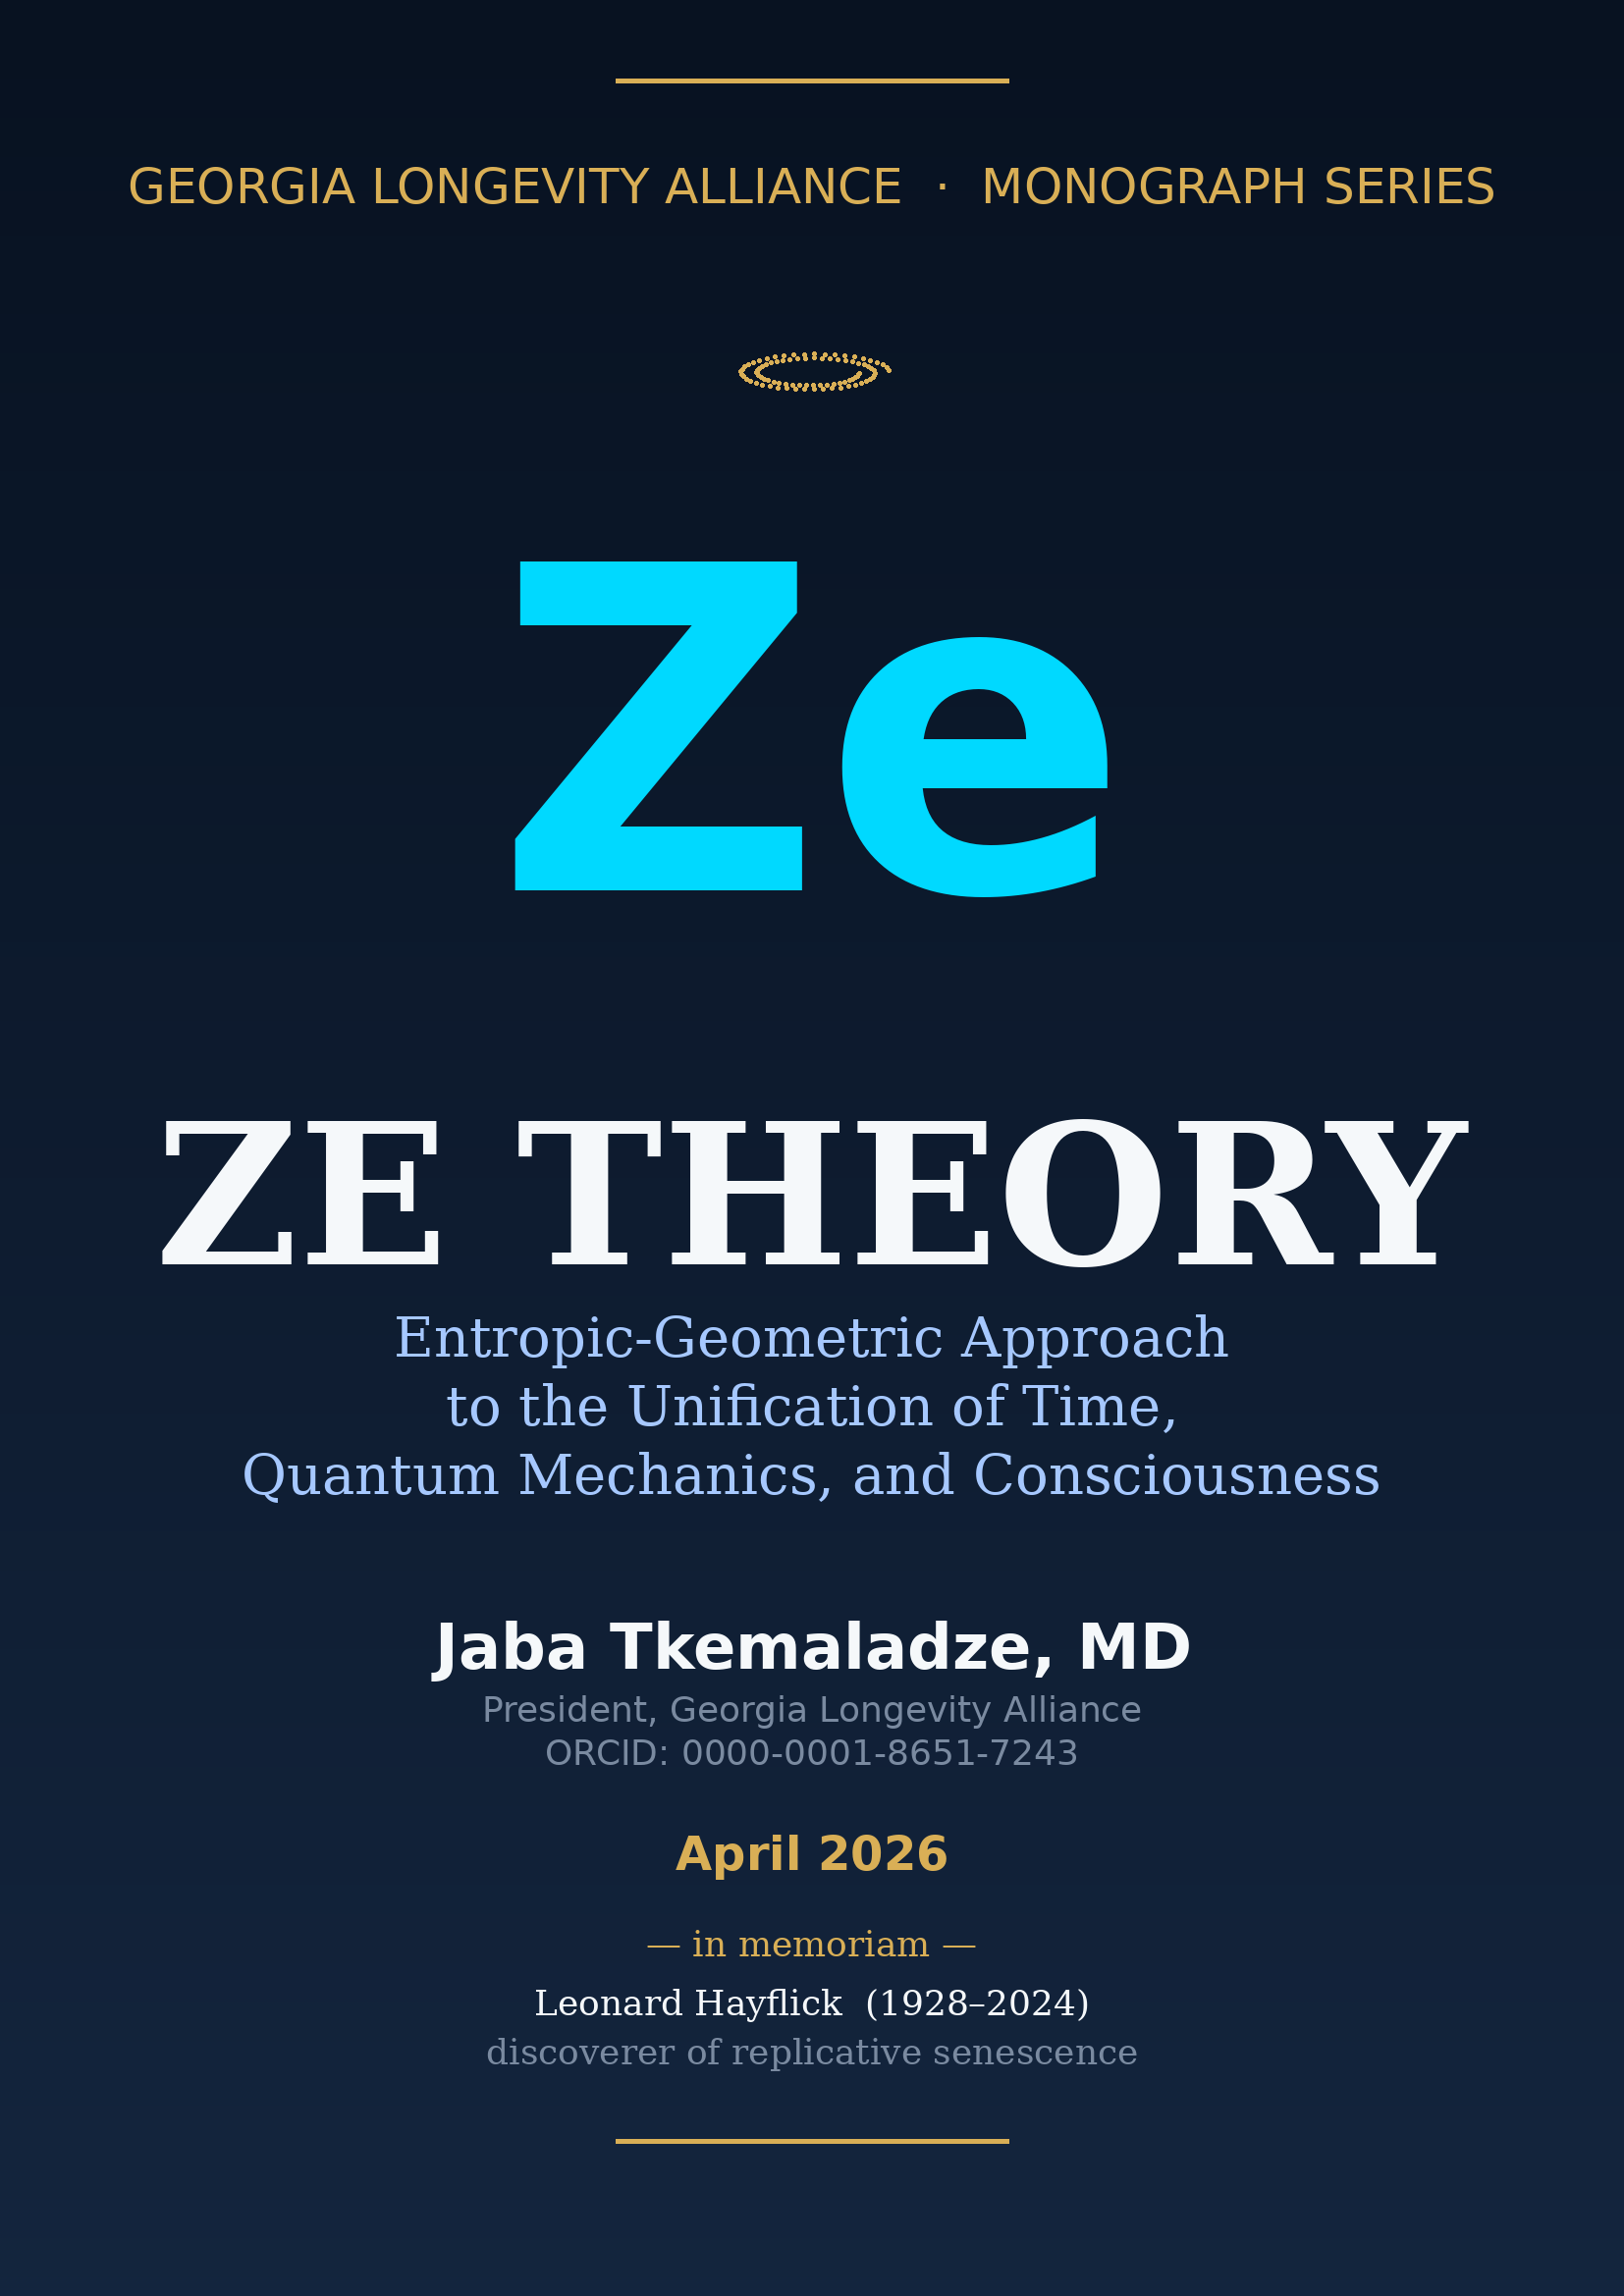 GEORGIA LONGEVITY ALLIANCE · MONOGRAPH SERIES
Ze
ZE THEORY
Entropic-Geometric Approach
to the Unification of Time,
Quantum Mechanics, and Consciousness
Jaba Tkemaladze, MD
President, Georgia Longevity Alliance
ORCID: 0000-0001-8651-7243
April 2026
— in memoriam —
Leonard Hayflick (1928–2024)
discoverer of replicative senescence